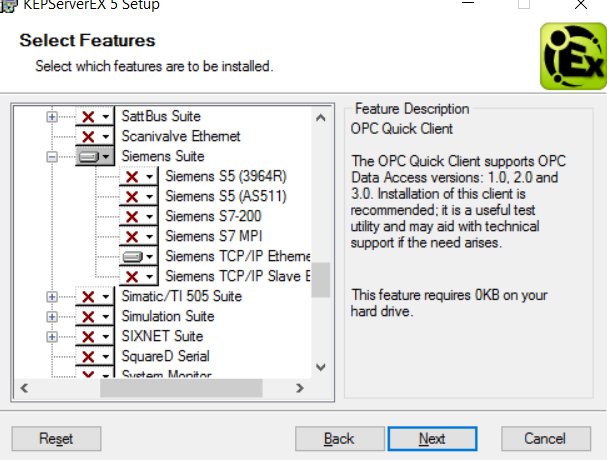 KEPServerEX 5 Setup
Select Features
Select which features are to be installed.
Ex
SattBus Suite
Scanivalve Ethernet
Siemens Suite
Siemens S5 (3964R)
Siemens S5 (AS511)
Siemens S7-200
Siemens S7 MPI
Siemens TCP/IP Etherne
Siemens TCP/IP Slave E
Simatic/TI 505 Suite
Simulation Suite
SIXNET Suite
SquareD Serial
System Monitor
Feature Description
OPC Quick Client
The OPC Quick Client supports OPC
Data Access versions: 1.0, 2.0 and
3.0. Installation of this client is
recommended; it is a useful test
utility and may aid with technical
support if the need arises.
This feature requires 0KB on your
hard drive.
Reset
Back
Next
Cancel